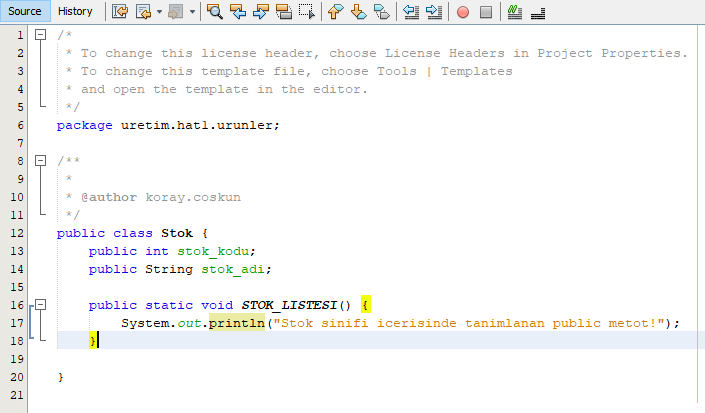 Source History
1 /*
2 * To change this license header, choose License Headers in Project Properties.
3 * To change this template file, choose Tools | Templates
4 * and open the template in the editor.
5 */
6 package uretim.hat1.urunler;
7
8 /**
9 *
10 * @author koray.coskun
11 */
12 public class Stok {
13 public int stok_kodu;
14 public String stok_adi;
15
16 public static void STOK_LISTESI() {
17 System.out.println("Stok sinifi icerisinde tanimlanan public metot!");
18 }
19
20 }
21